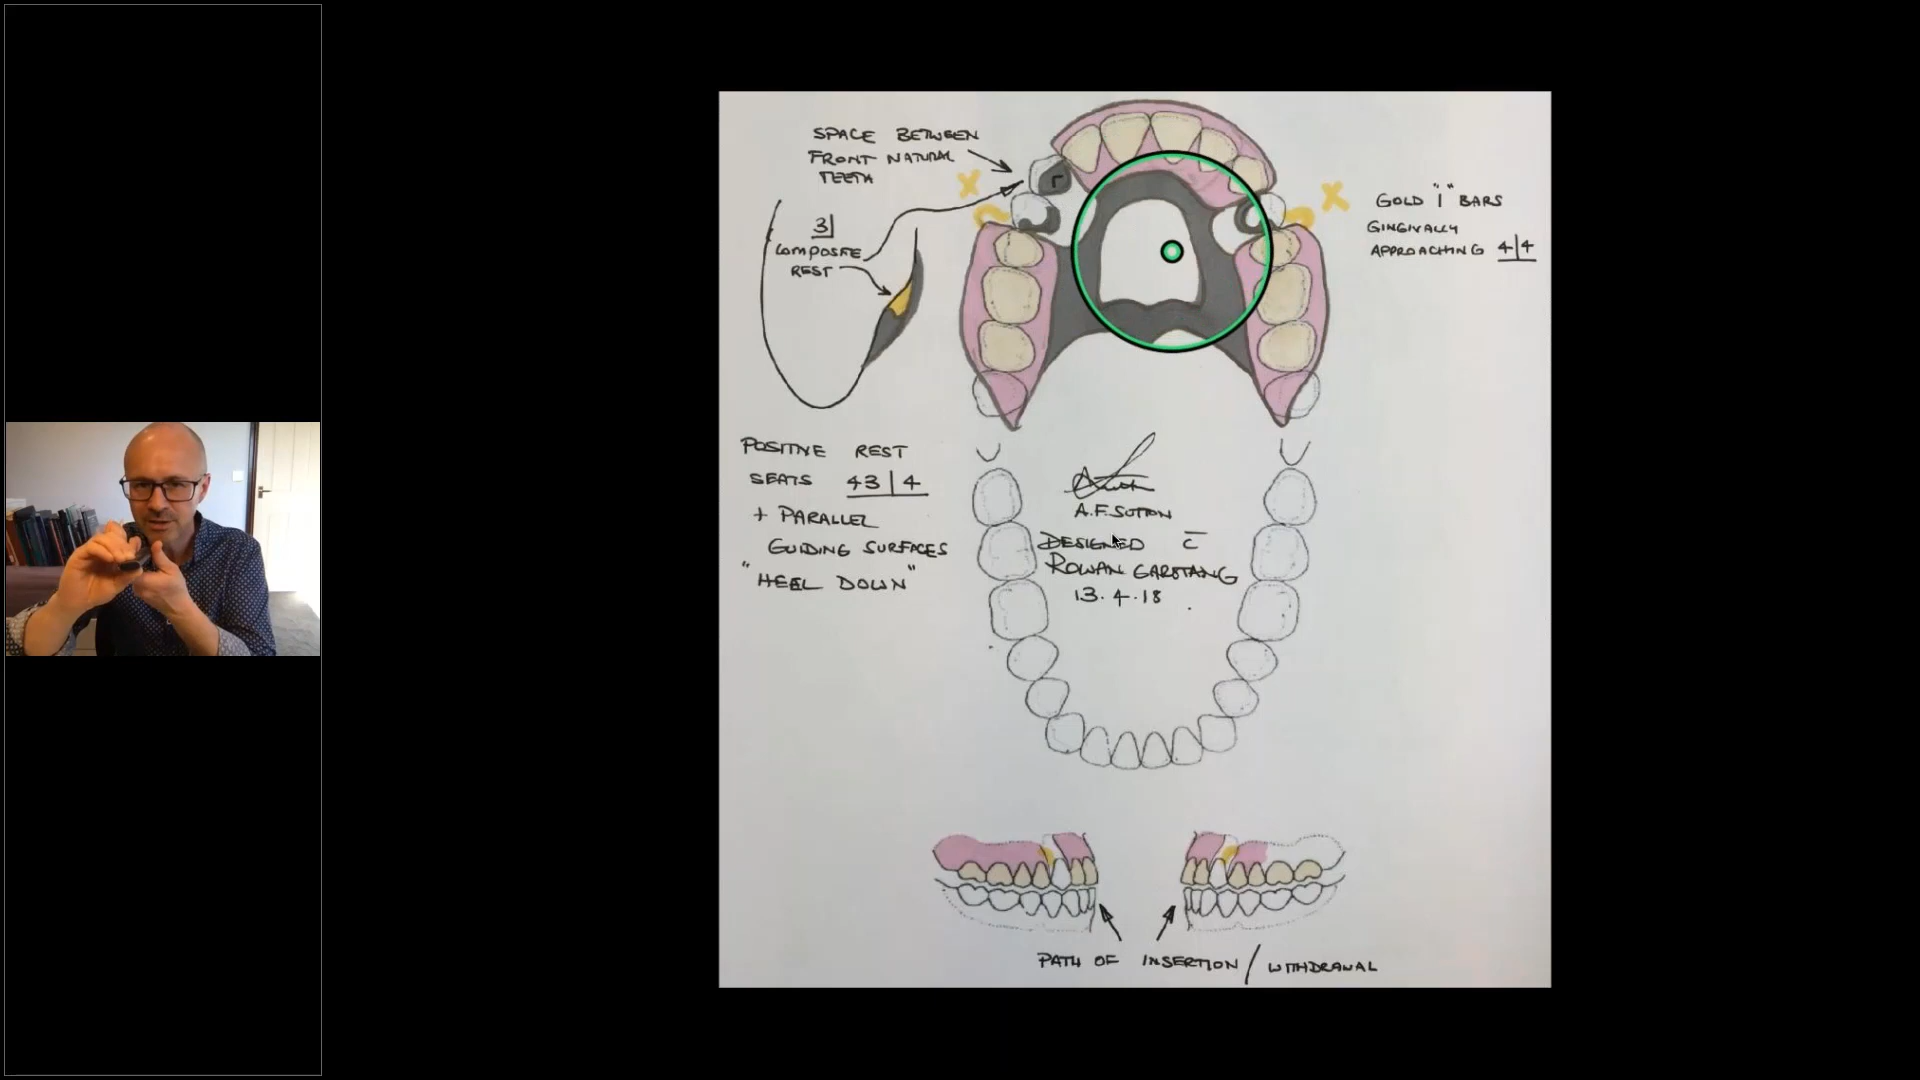 SPACE BETWEEN
FRONT NATURAL
TEETH
X
3|
COMPOSITE
REST
r
X
GOLD "I" BARS
GINGIVALLY
APPROACHING 4|4
POSITIVE REST
SEATS 43|4
+ PARALLEL
GUIDING SURFACES
"HEEL DOWN"
A.F. SUTTON
DESIGNED c̄
ROWAN GARSTANG
13.4.18
PATH OF INSERTION / WITHDRAWAL